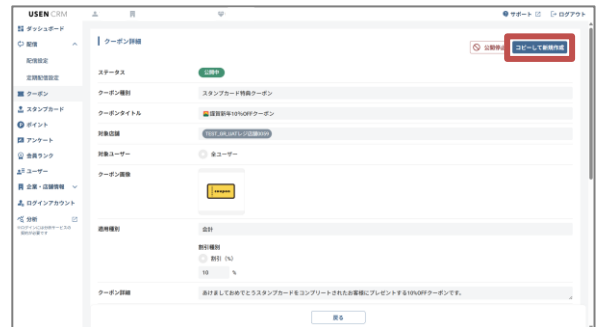 USEN CRM
サポート
ログアウト
ダッシュボード
配信
配信設定
定期配信設定
クーポン
スタンプカード
ポイント
アンケート
会員ランク
ユーザー
企業・店舗情報
ログインアカウント
分析
クーポン詳細
公開停止
コピーして新規作成
ステータス
公開中
クーポン種別
スタンプカード特典クーポン
クーポンタイトル
🌅謹賀新年10%OFFクーポン
対象店舗
対象ユーザー
全ユーザー
クーポン画像
coupon
適用種別
会計
割引種別
割引 (%)
10 %
クーポン詳細
あけましておめでとうスタンプカードをコンプリートされたお客様にプレゼントする10%OFFクーポンです。
戻る